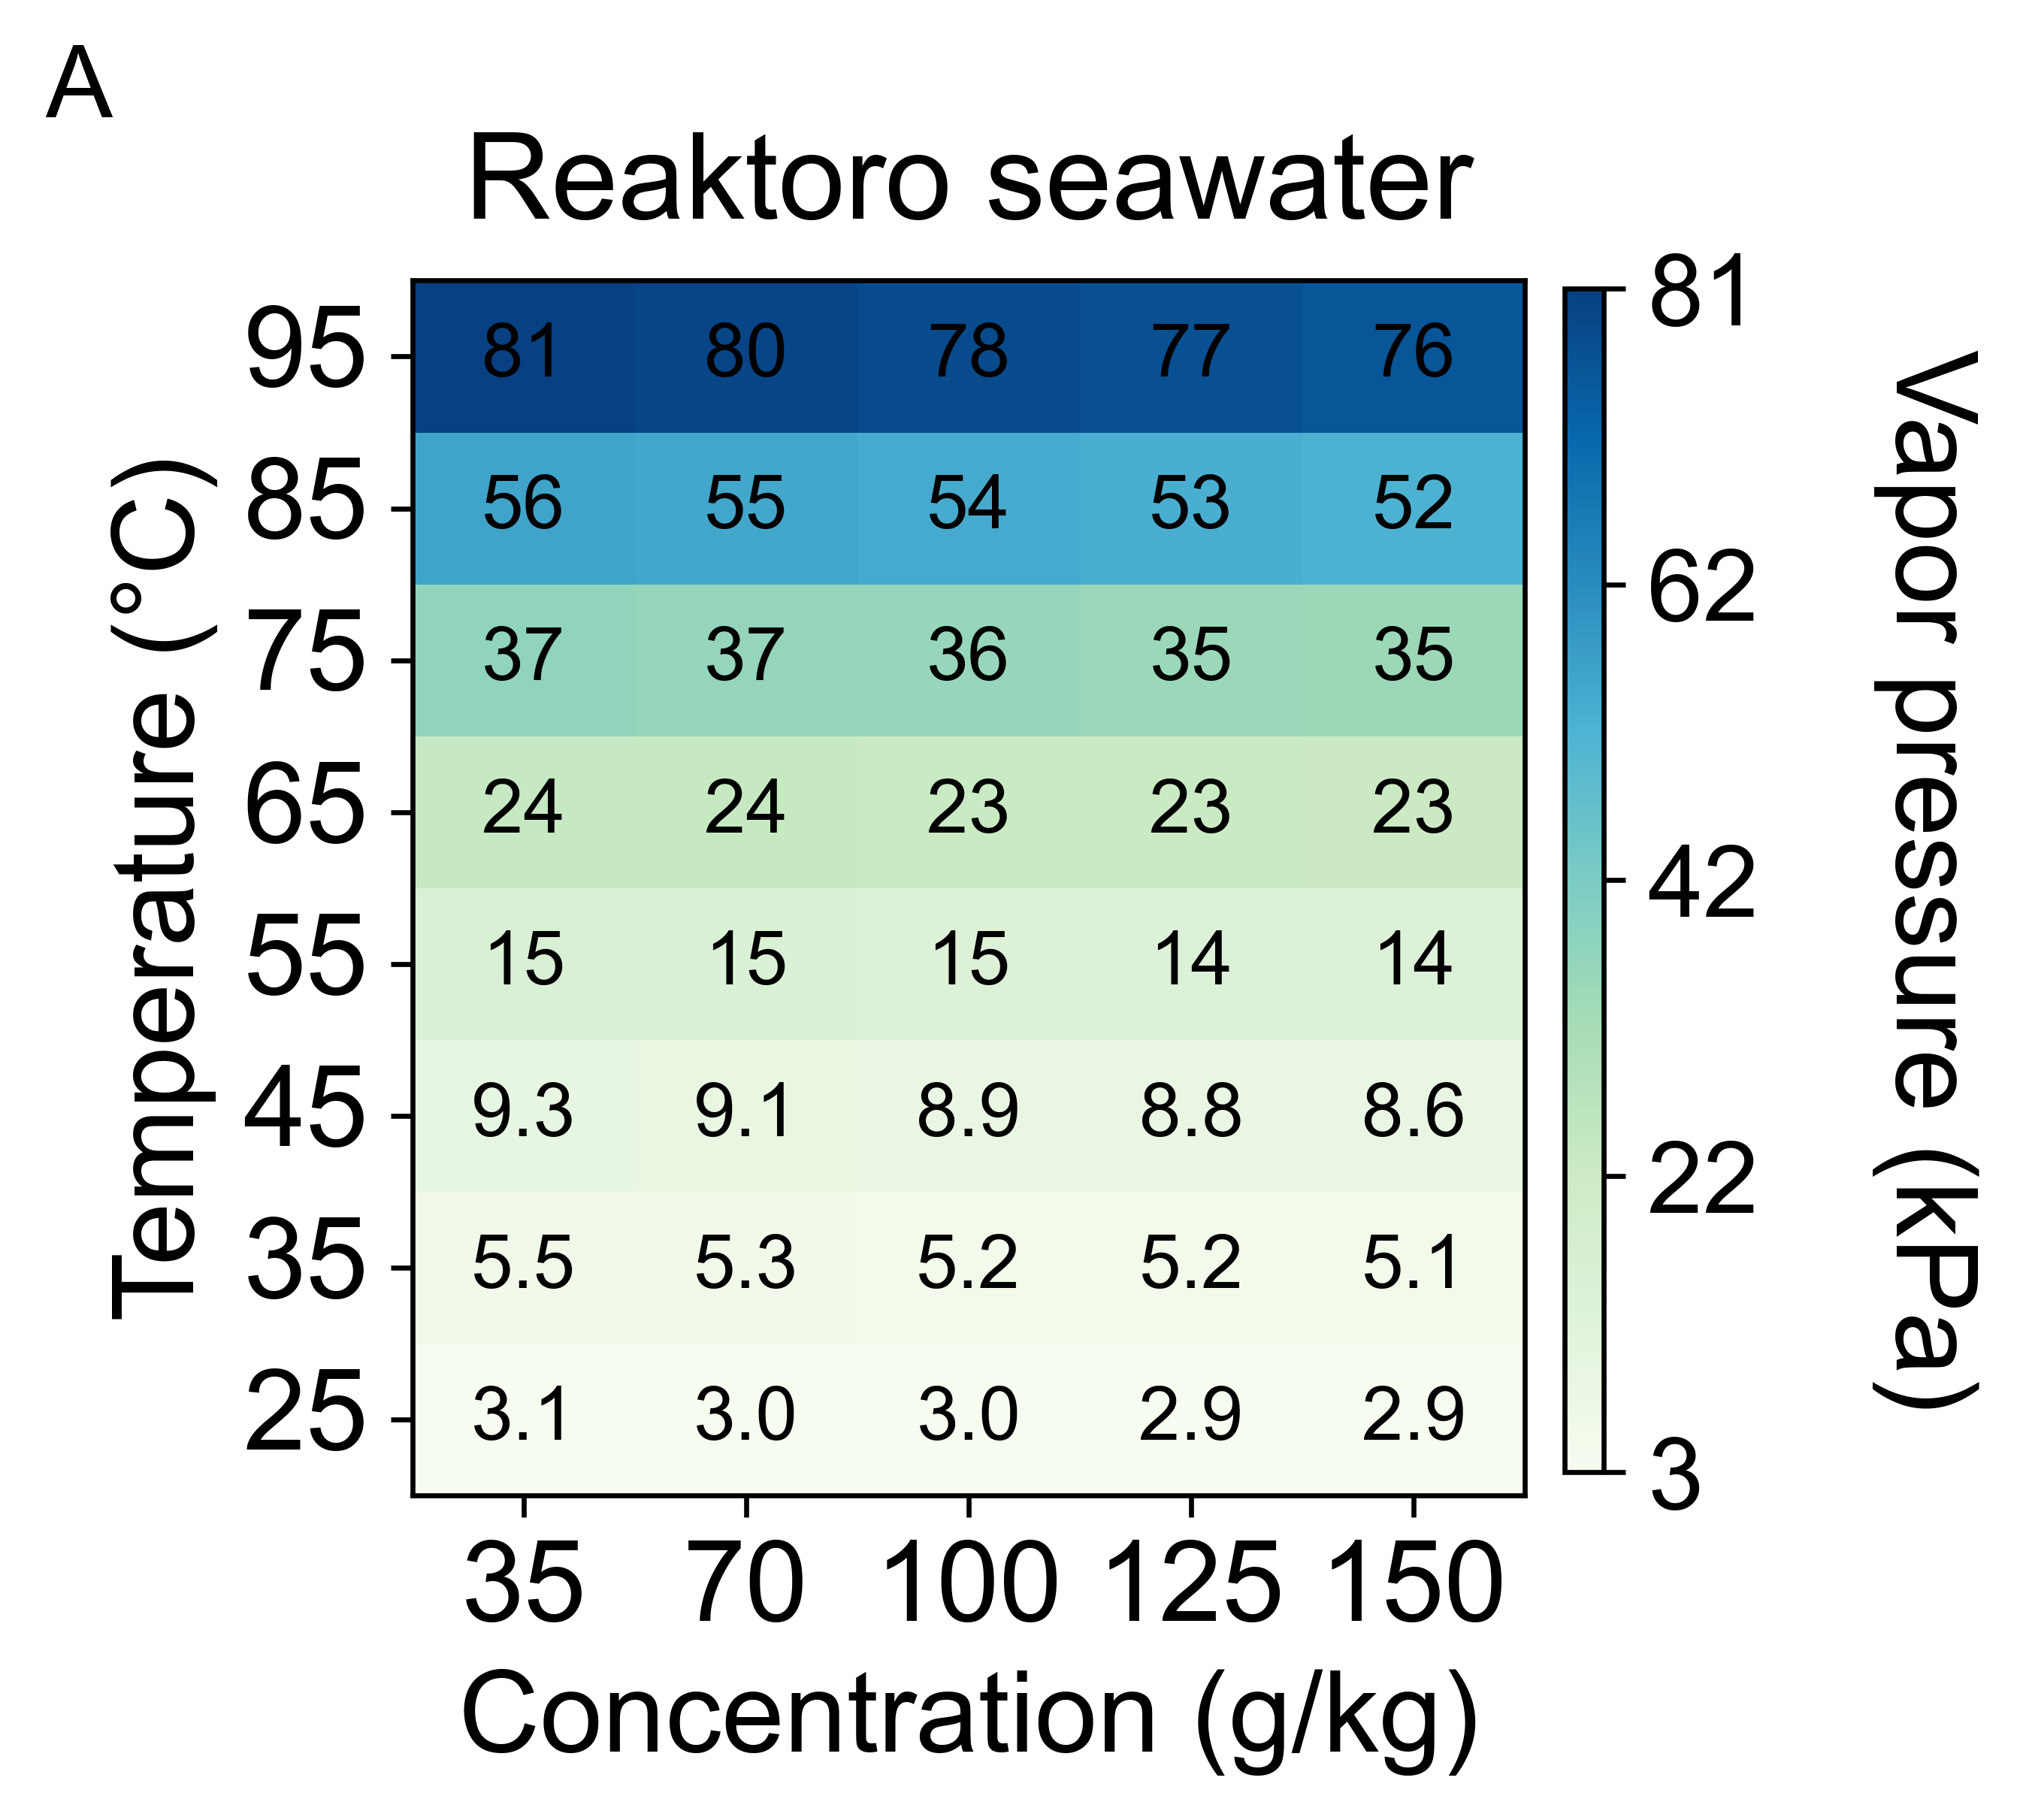 A
Reaktoro seawater
95 81 80 78 77 76
85 56 55 54 53 52
75 37 37 36 35 35
65 24 24 23 23 23
55 15 15 15 14 14
45 9.3 9.1 8.9 8.8 8.6
35 5.5 5.3 5.2 5.2 5.1
25 3.1 3.0 3.0 2.9 2.9
35 70 100 125 150
Concentration (g/kg)
Temperature (°C)
81
62
42
22
3
Vapor pressure (kPa)